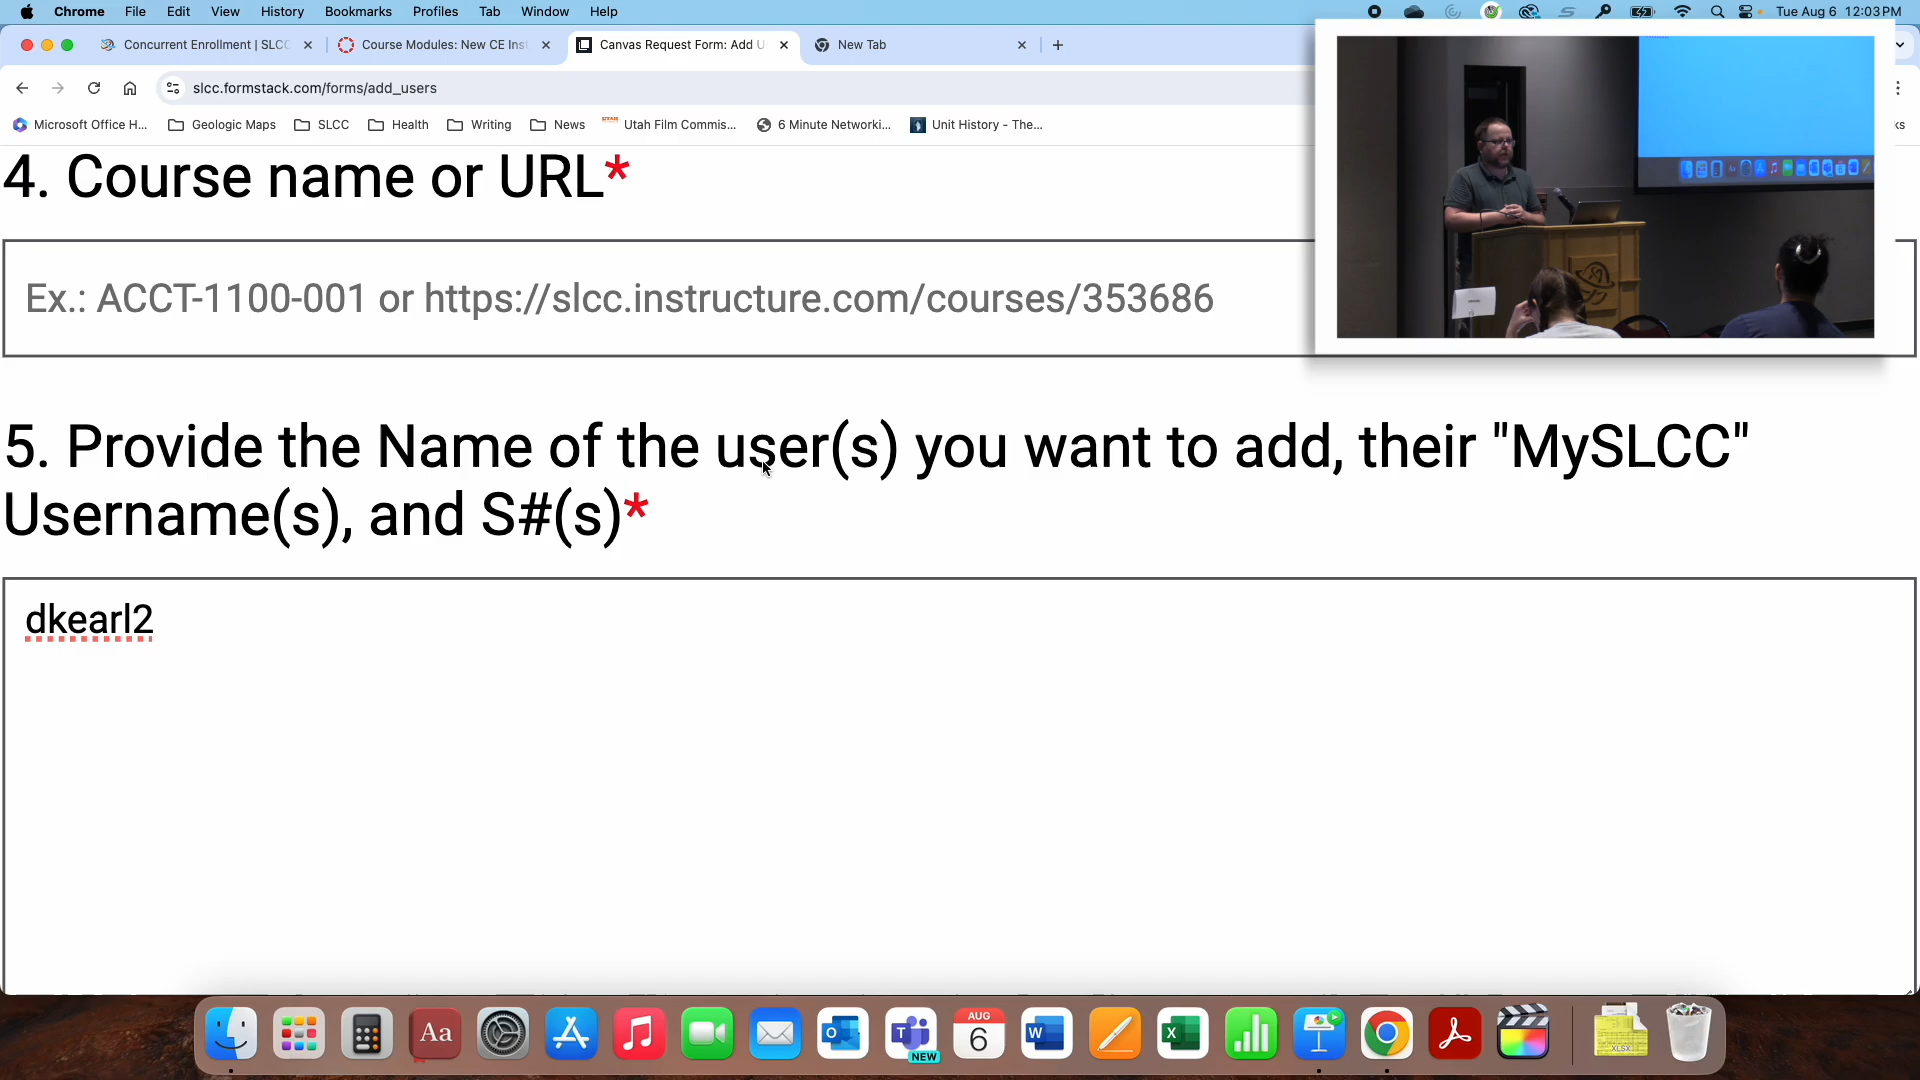 Chrome File Edit View History Bookmarks Profiles Tab Window Help Tue Aug 6 12:03 PM
Concurrent Enrollment | SLCC Course Modules: New CE Inst Canvas Request Form: Add U New Tab
slcc.formstack.com/forms/add_users
Microsoft Office H... Geologic Maps SLCC Health Writing News Utah Film Commis... 6 Minute Networki... Unit History - The... ks
4. Course name or URL*
Ex.: ACCT-1100-001 or https://slcc.instructure.com/courses/353686
5. Provide the Name of the user(s) you want to add, their "MySLCC"
Username(s), and S#(s)*
dkearl2
Aa
AUG
6
NEW
XLSX